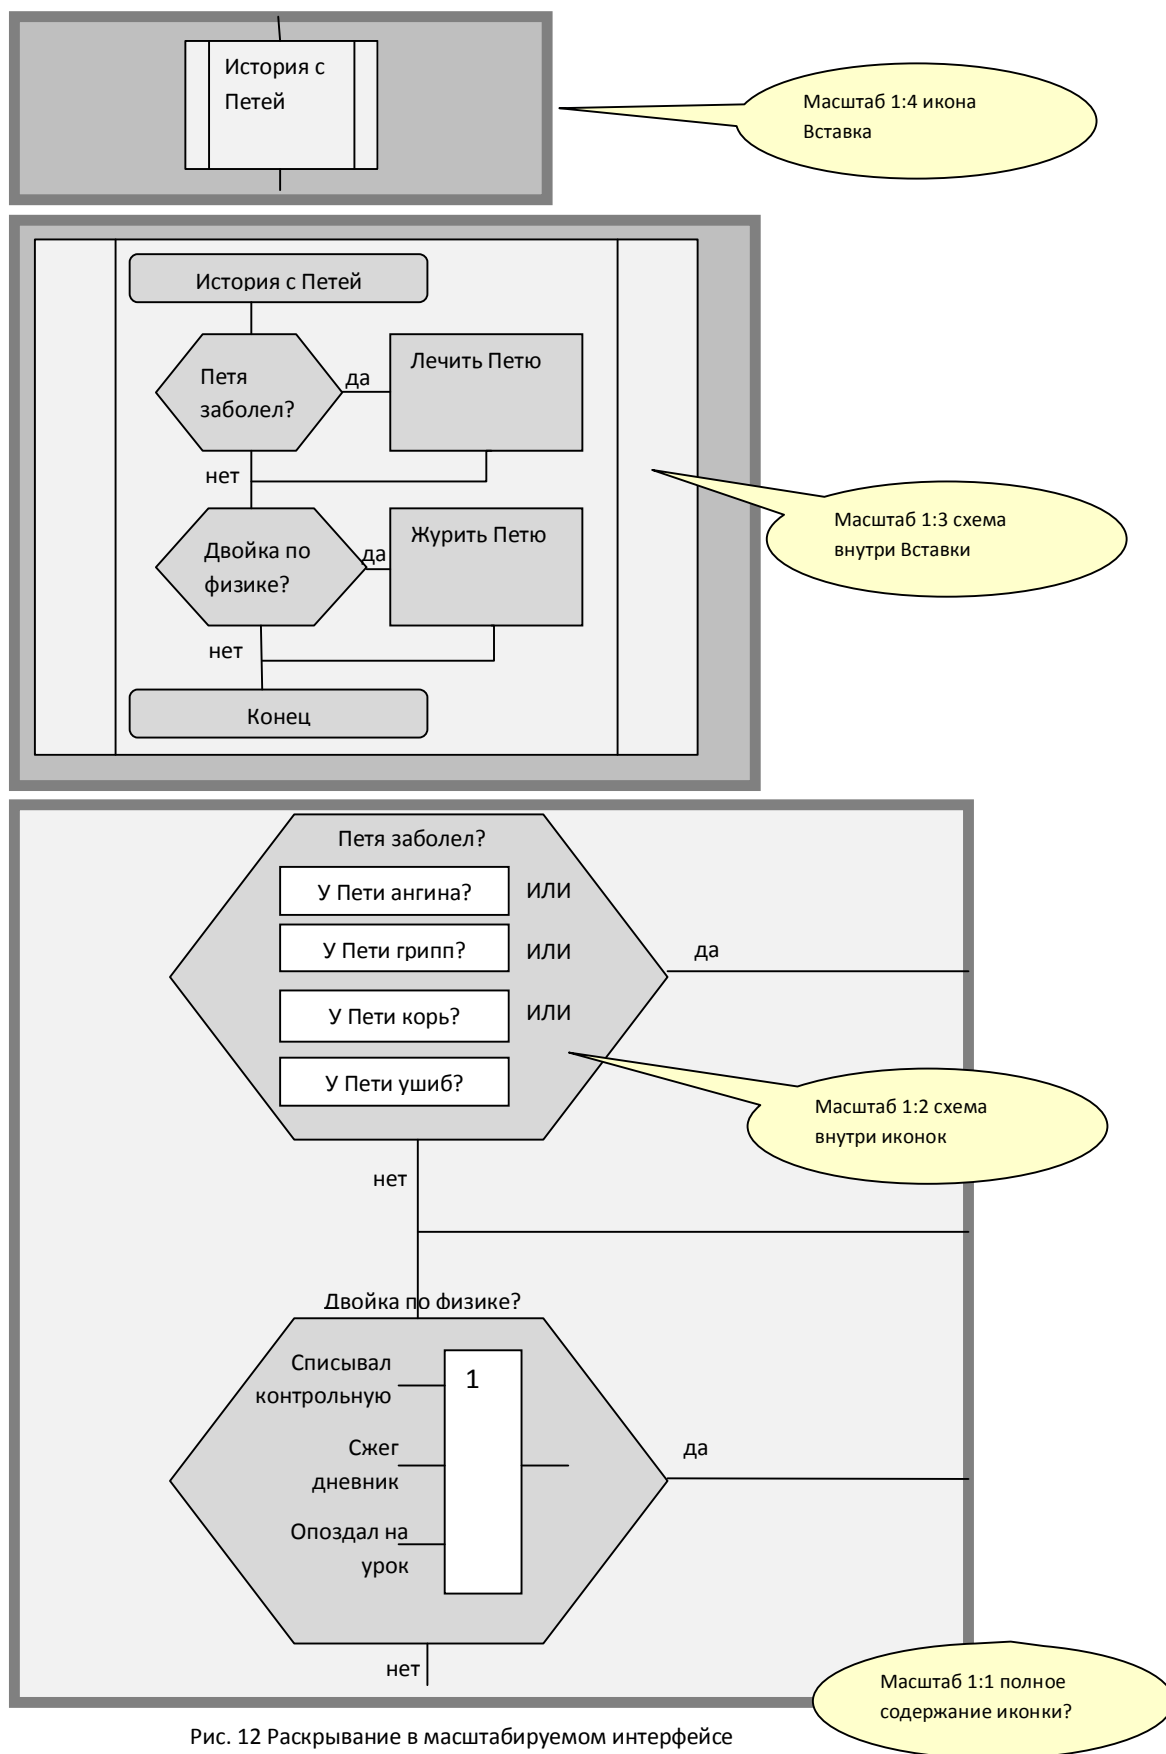 История с
Петей
Масштаб 1:4 икона
Вставка
История с Петей
Петя
заболел?
да
Лечить Петю
нет
Двойка по
физике?
да
Журить Петю
нет
Конец
Масштаб 1:3 схема
внутри Вставки
Петя заболел?
У Пети ангина?
ИЛИ
У Пети грипп?
ИЛИ
У Пети корь?
ИЛИ
У Пети ушиб?
да
Масштаб 1:2 схема
внутри иконок
нет
Двойка по физике?
Списывал
контрольную
1
Сжег
дневник
Опоздал на
урок
да
нет
Масштаб 1:1 полное
содержание иконки?
Рис. 12 Раскрывание в масштабируемом интерфейсе